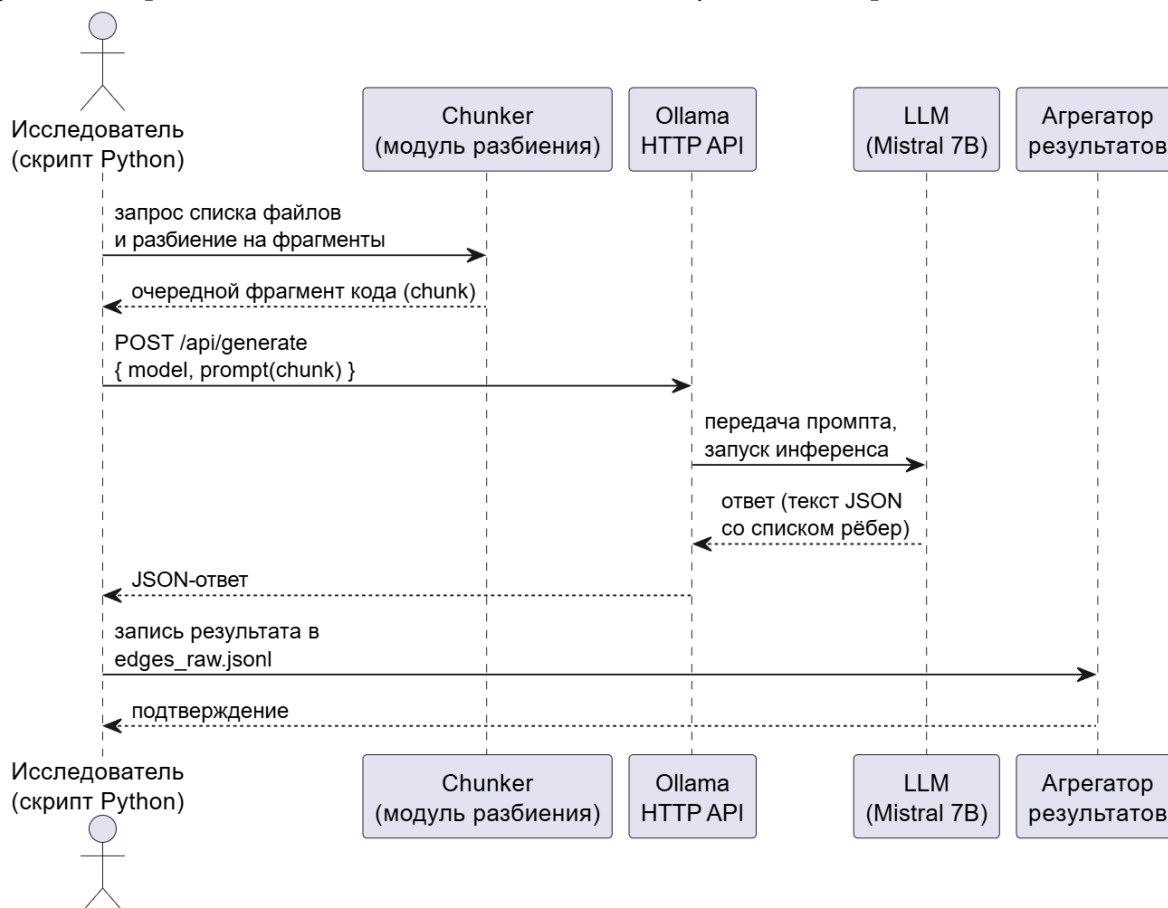 Исследователь
(скрипт Python)
Chunker
(модуль разбиения)
Ollama
HTTP API
LLM
(Mistral 7B)
Агрегатор
результатов
запрос списка файлов
и разбиение на фрагменты
очередной фрагмент кода (chunk)
POST /api/generate
{ model, prompt(chunk) }
передача промпта,
запуск инференса
ответ (текст JSON
со списком рёбер)
JSON-ответ
запись результата в
edges_raw.jsonl
подтверждение
Исследователь
(скрипт Python)
Chunker
(модуль разбиения)
Ollama
HTTP API
LLM
(Mistral 7B)
Агрегатор
результатов